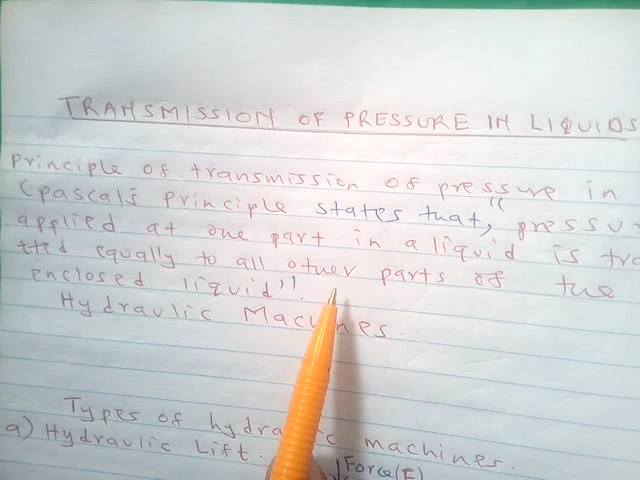 TRANSMISSION OF PRESSURE IN LIQUIDS
Principle of transmission of pressure in
(pascal's principle states that, "pressu
applied at one part in a liquid is tra
tted equally to all other parts of the
enclosed liquid".
Hydraulic Machines.
Types of hydraulic machines.
a) Hydraulic Lift.
Force(F)